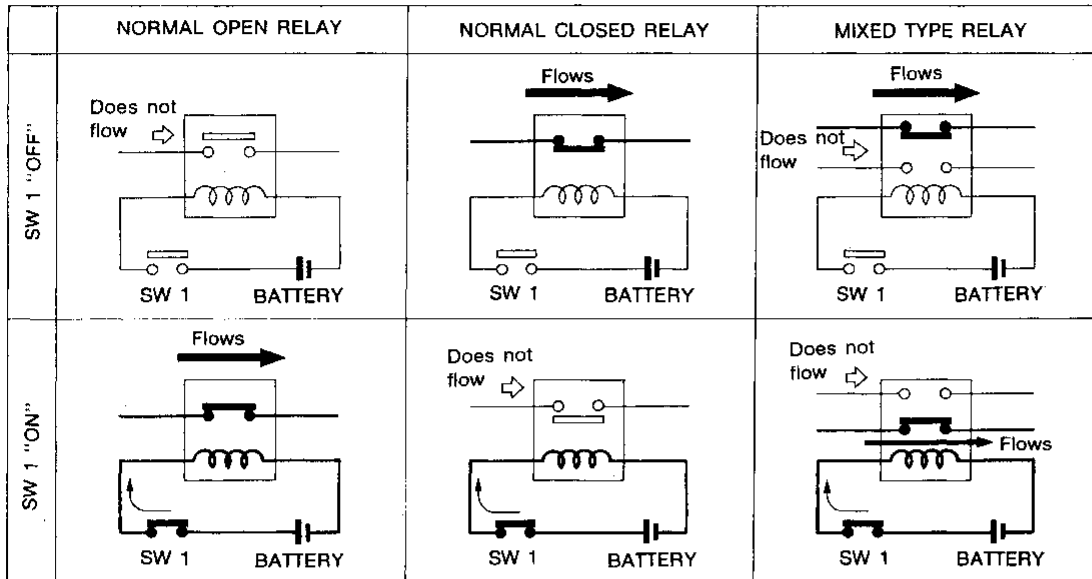 NORMAL OPEN RELAY
NORMAL CLOSED RELAY
MIXED TYPE RELAY
SW 1 "OFF"
Does not
flow
SW 1
BATTERY
Flows
SW 1
BATTERY
Flows
Does not
flow
SW 1
BATTERY
SW 1 "ON"
Flows
SW 1
BATTERY
Does not
flow
SW 1
BATTERY
Does not
flow
Flows
SW 1
BATTERY